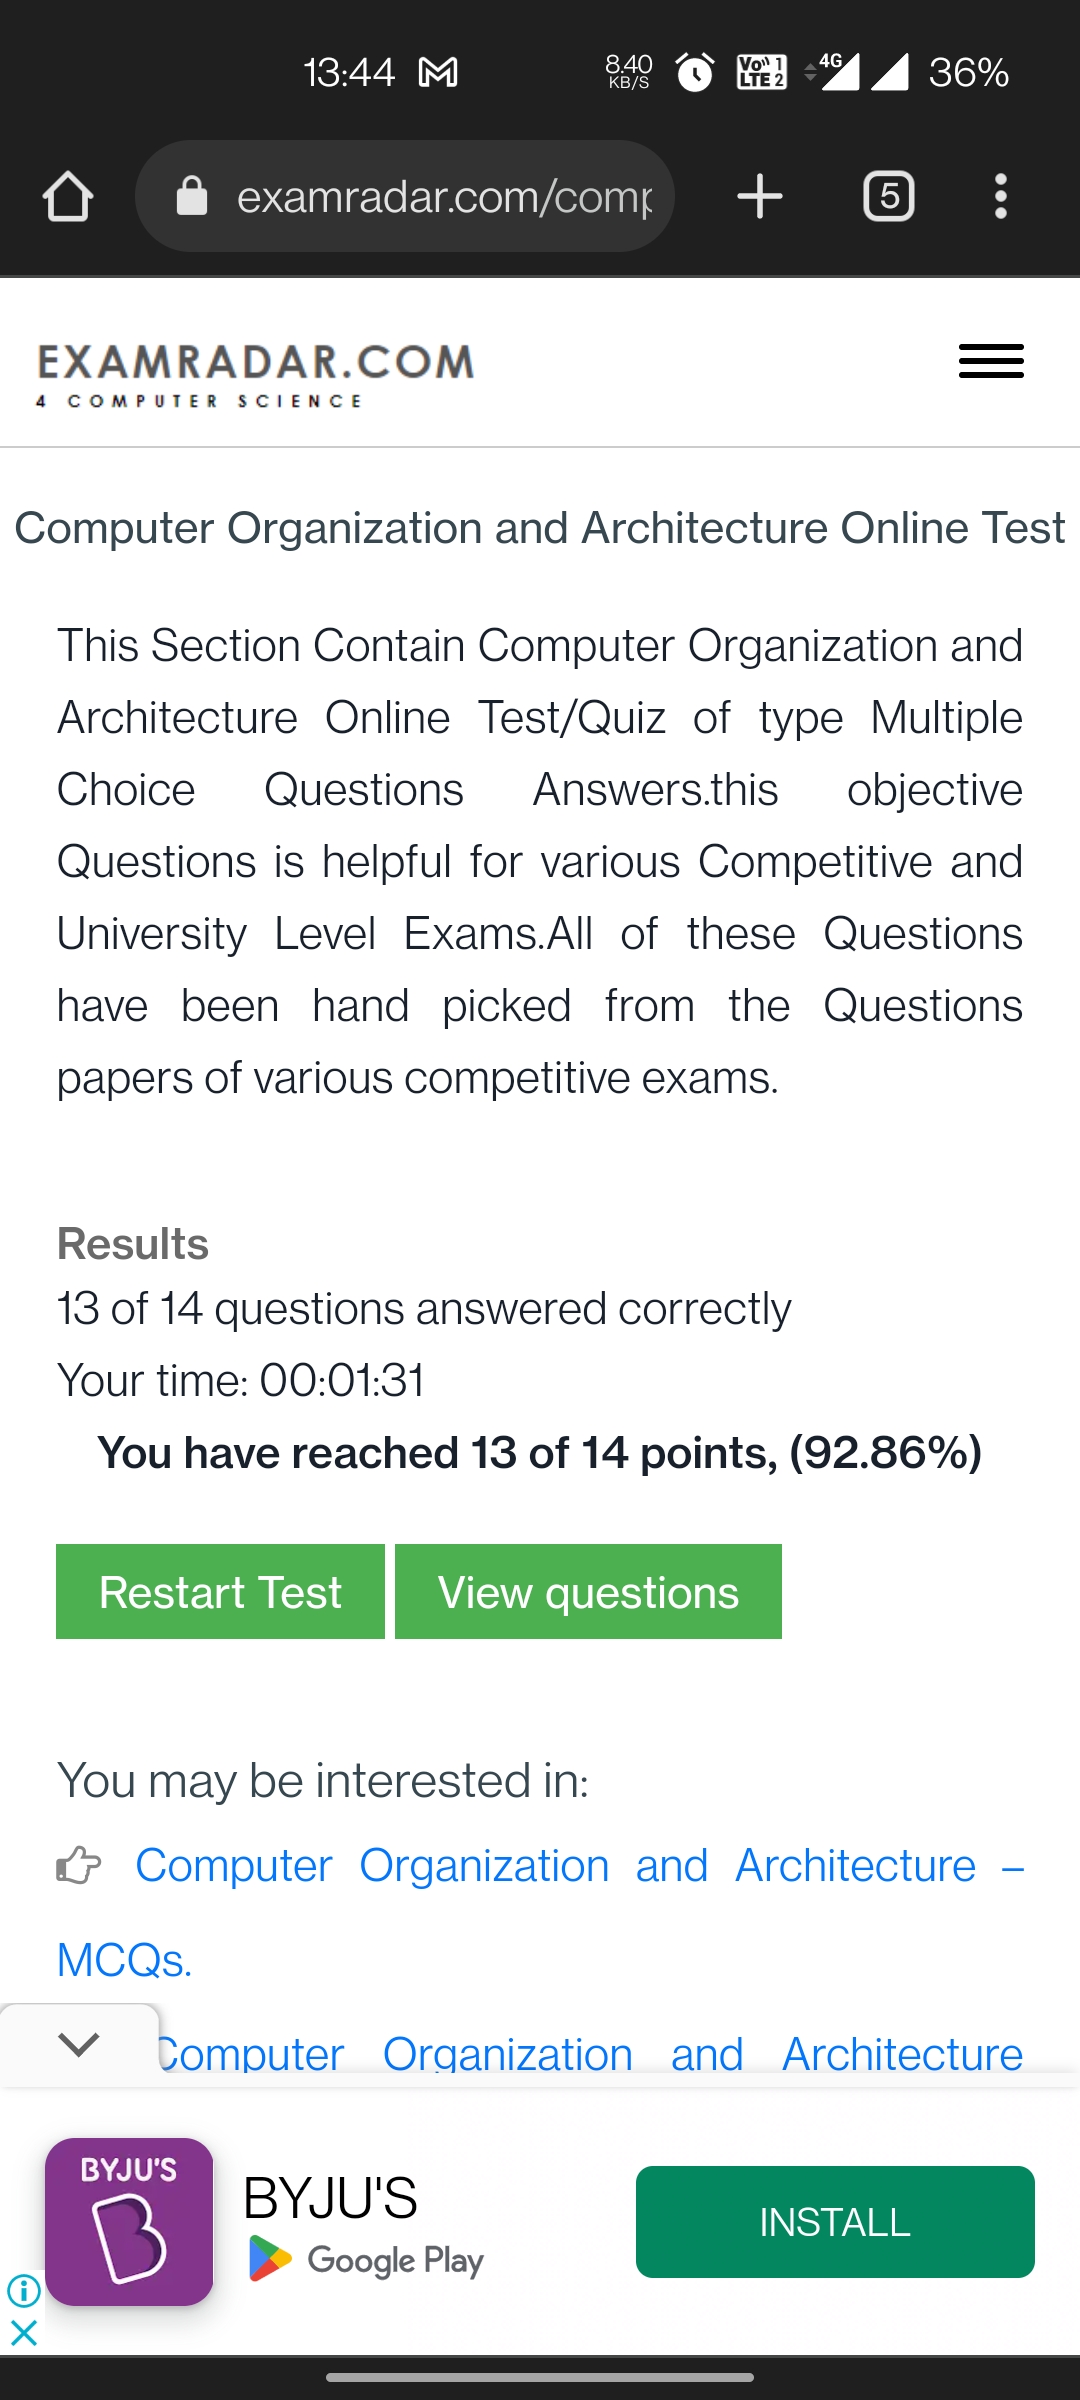 13:44
8.40
KB/S
Vo 1
LTE 2
4G
36%
examradar.com/comp
5
EXAMRADAR.COM
4 COMPUTER SCIENCE
Computer Organization and Architecture Online Test
This Section Contain Computer Organization and
Architecture Online Test/Quiz of type Multiple
Choice Questions Answers.this objective
Questions is helpful for various Competitive and
University Level Exams.All of these Questions
have been hand picked from the Questions
papers of various competitive exams.
Results
13 of 14 questions answered correctly
Your time: 00:01:31
You have reached 13 of 14 points, (92.86%)
Restart Test
View questions
You may be interested in:
Computer Organization and Architecture –
MCQs.
Computer Organization and Architecture
BYJU'S
BYJU'S
Google Play
INSTALL